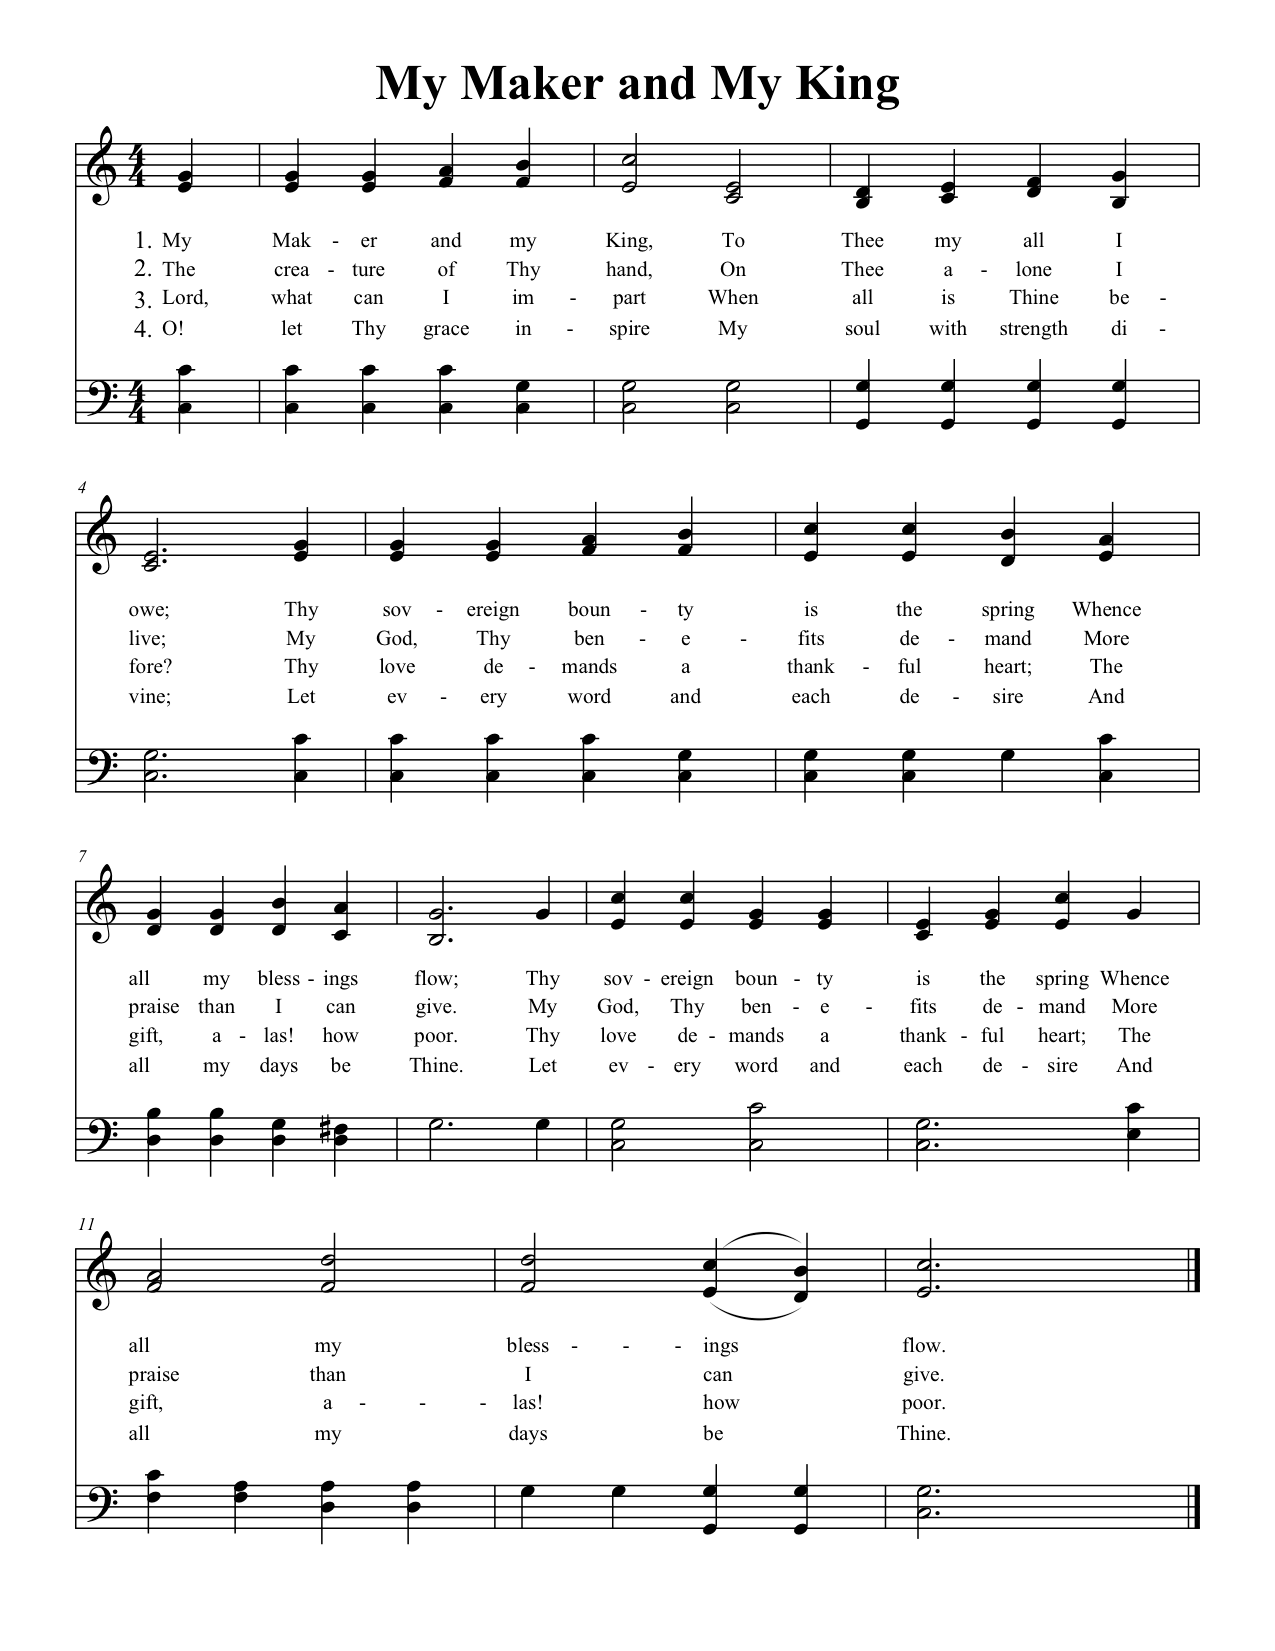 My Maker and My King
1. My Mak - er and my King, To Thee my all I
2. The crea - ture of Thy hand, On Thee a - lone I
3. Lord, what can I im - part When all is Thine be -
4. O! let Thy grace in - spire My soul with strength di -
4
owe; Thy sov - ereign boun - ty is the spring Whence
live; My God, Thy ben - e - fits de - mand More
fore? Thy love de - mands a thank - ful heart; The
vine; Let ev - ery word and each de - sire And
7
all my bless - ings flow; Thy sov - ereign boun - ty is the spring Whence
praise than I can give. My God, Thy ben - e - fits de - mand More
gift, a - las! how poor. Thy love de - mands a thank - ful heart; The
all my days be Thine. Let ev - ery word and each de - sire And
11
all my bless - - - ings flow.
praise than I can give.
gift, a - - - las! how poor.
all my days be Thine.